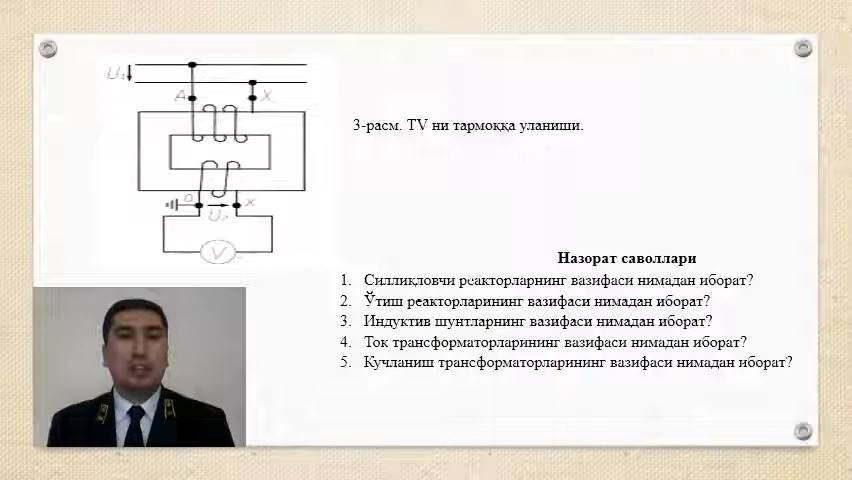 U₁
A X
3-расм. TV ни тармоққа уланиши.
a x
U₂
V
Назорат саволлари
1. Силлиқловчи реакторларнинг вазифаси нимадан иборат?
2. Ўтиш реакторларининг вазифаси нимадан иборат?
3. Индуктив шунтларнинг вазифаси нимадан иборат?
4. Ток трансформаторларининг вазифаси нимадан иборат?
5. Кучланиш трансформаторларининг вазифаси нимадан иборат?